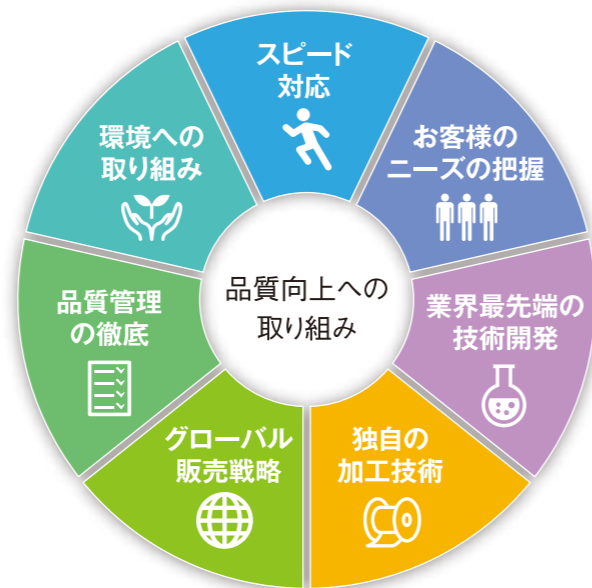 スピード
対応
お客様の
ニーズの把握
業界最先端の
技術開発
独自の
加工技術
グローバル
販売戦略
品質管理
の徹底
環境への
取り組み
品質向上への
取り組み